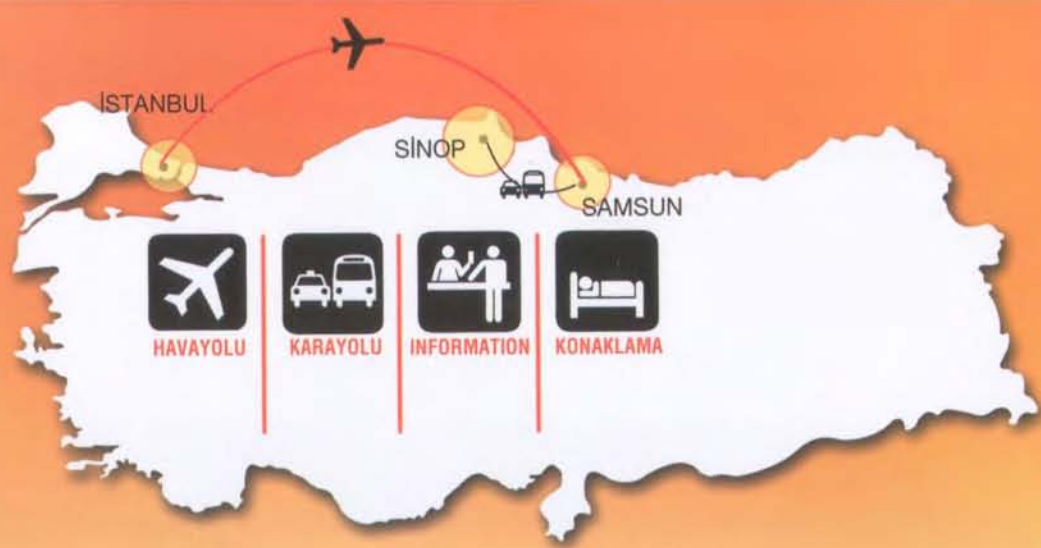 İSTANBUL
SİNOP
SAMSUN
HAVAYOLU
KARAYOLU
INFORMATION
KONAKLAMA